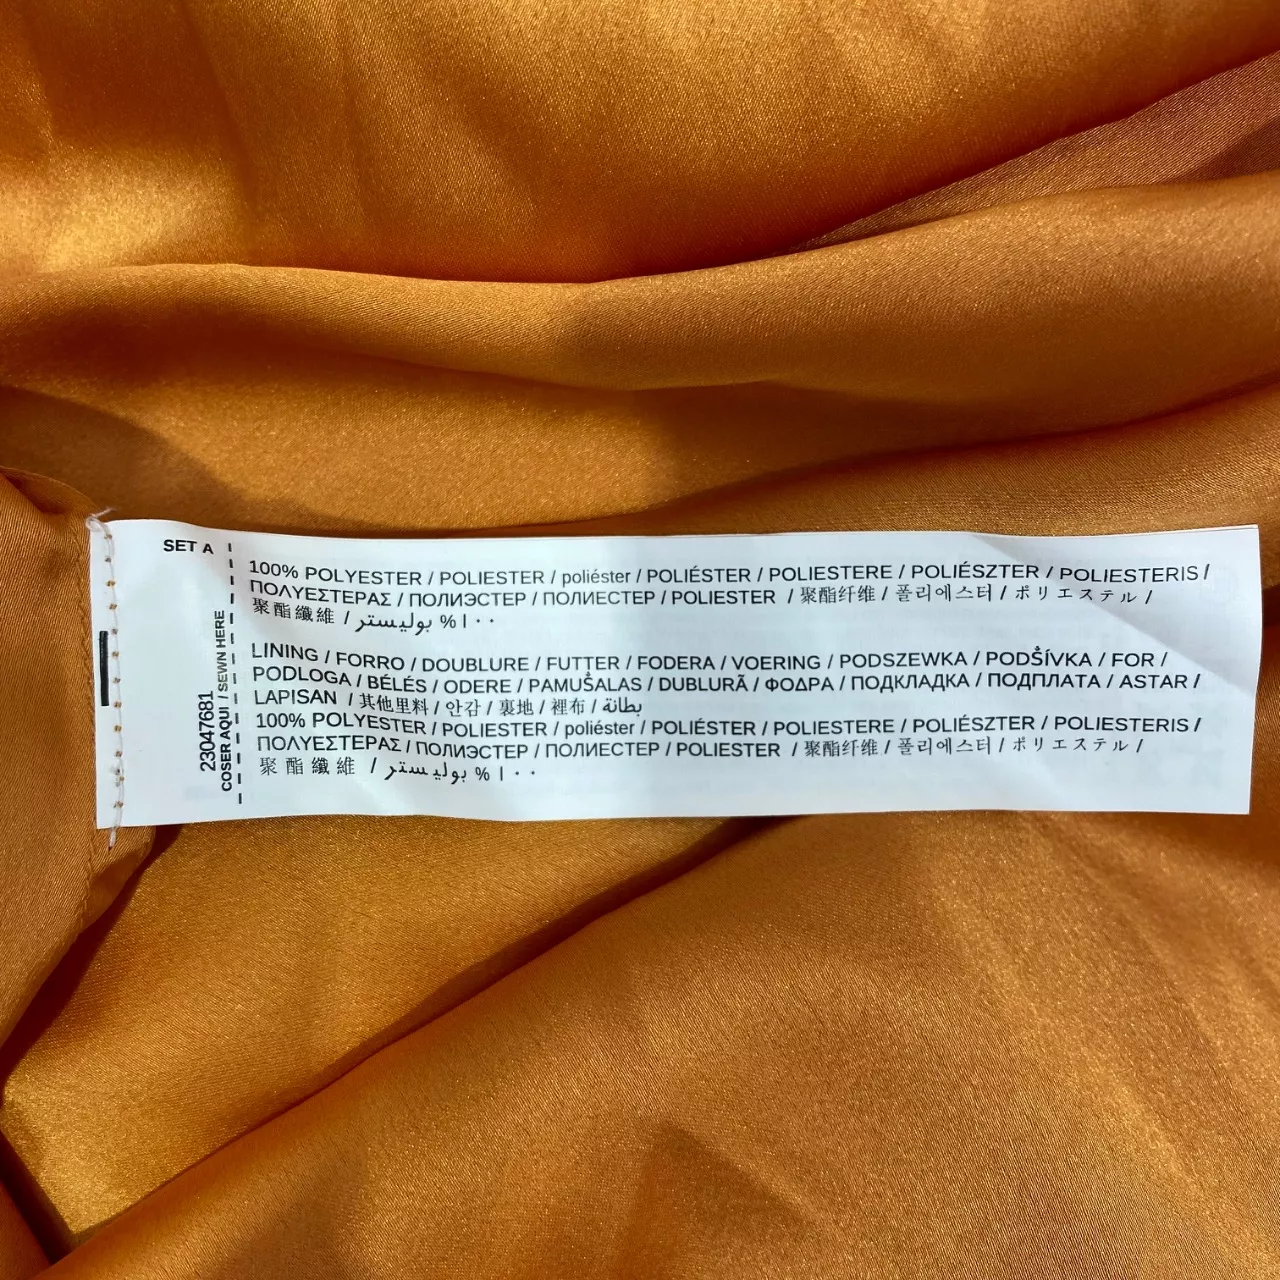 SET A
23047681
COSER AQUI / SEWN HERE
100% POLYESTER / POLIESTER / poliéster / POLIÉSTER / POLIESTERE / POLIÉSZTER / POLIESTERIS /
ΠΟΛΥΕΣΤΕΡΑΣ / ПОЛИЭСТЕР / ПОЛИЕСТЕР / POLIESTER / 聚酯纤维 / 폴리에스터 / ポリエステル /
聚酯纖維 / بوليستر % ١٠٠
LINING / FORRO / DOUBLURE / FUTTER / FODERA / VOERING / PODSZEWKA / PODŠÍVKA / FOR /
PODLOGA / BÉLÉS / ODERE / PAMUŠALAS / DUBLURÃ / ΦΟΔΡΑ / ПОДКЛАДКА / ПОДПЛАТА / ASTAR /
LAPISAN / 其他里料 / 안감 / 裏地 / 裡布 / بطانة
100% POLYESTER / POLIESTER / poliéster / POLIÉSTER / POLIESTERE / POLIÉSZTER / POLIESTERIS /
ΠΟΛΥΕΣΤΕΡΑΣ / ПОЛИЭСТЕР / ПОЛИЕСТЕР / POLIESTER / 聚酯纤维 / 폴리에스터 / ポリエステル /
聚酯纖維 / بوليستر % ١٠٠